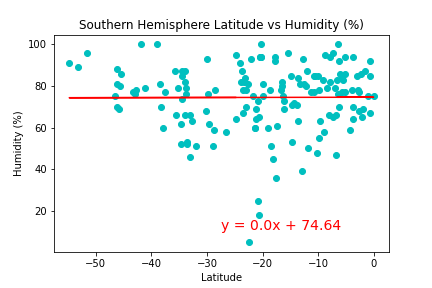 Southern Hemisphere Latitude vs Humidity (%)
100
80
60
40
20
Humidity (%)
y = 0.0x + 74.64
−50
−40
−30
−20
−10
0
Latitude